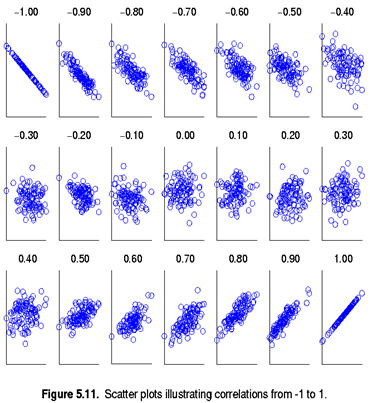 −1.00 −0.90 −0.80 −0.70 −0.60 −0.50 −0.40
−0.30 −0.20 −0.10 0.00 0.10 0.20 0.30
0.40 0.50 0.60 0.70 0.80 0.90 1.00
Figure 5.11. Scatter plots illustrating correlations from -1 to 1.